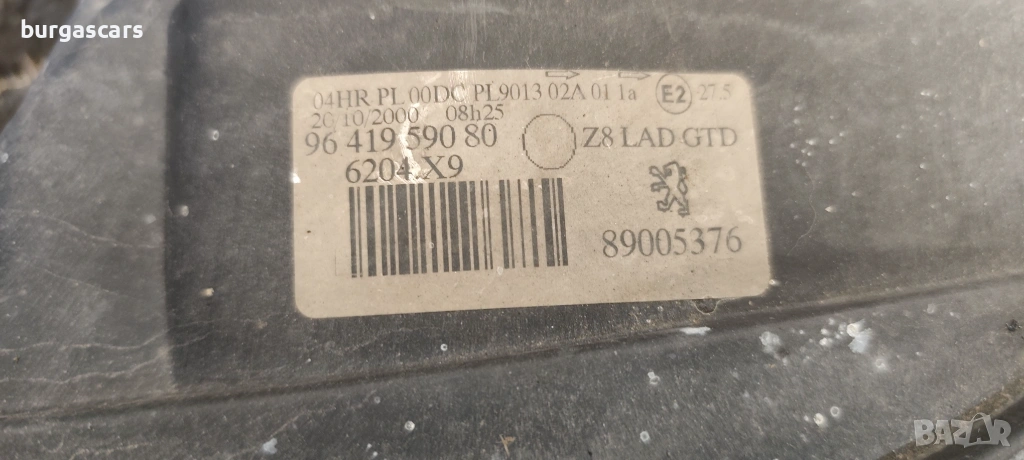 burgascars
04HR PL 00DC PL9013 02A 01 1a E2 27.5
20/10/2000 08h25
96 419 590 80 Z8 LAD GTD
6204 X9
89005376
BAZAR